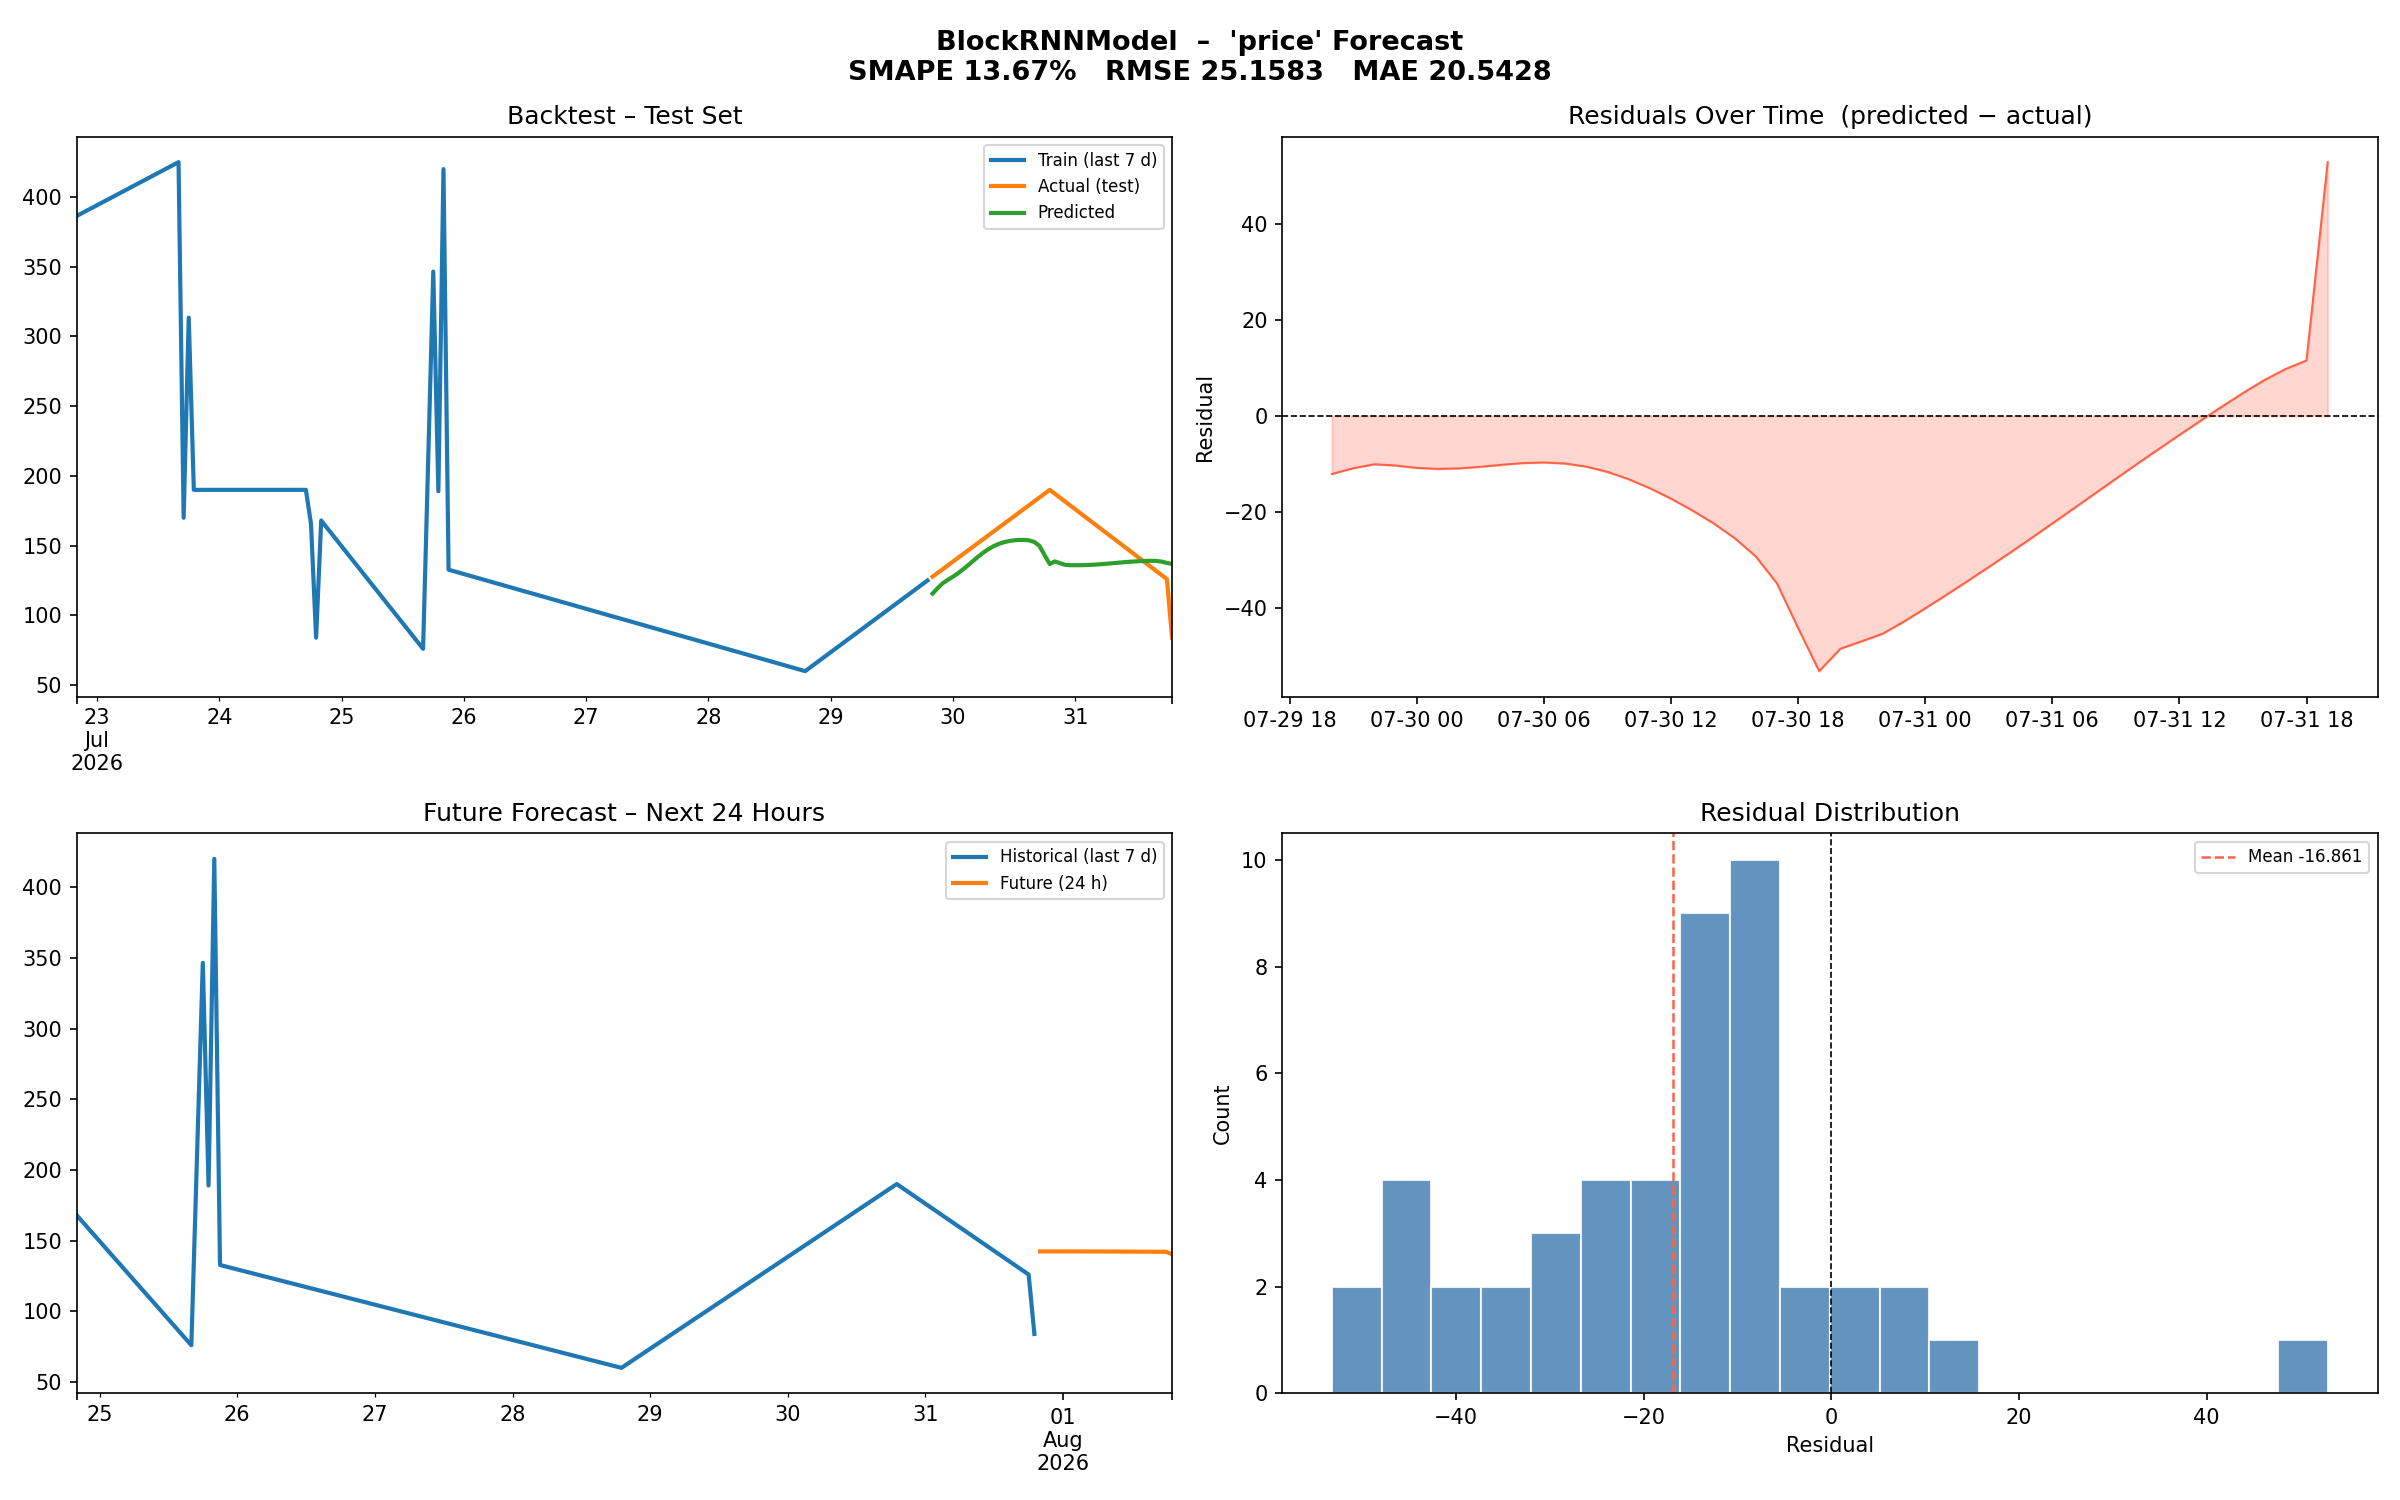 BlockRNNModel  –  'price' Forecast
SMAPE 13.67%   RMSE 25.1583   MAE 20.5428
Backtest – Test Set
400
350
300
250
200
150
100
50
Train (last 7 d)
Actual (test)
Predicted
23 24 25 26 27 28 29 30 31
Jul
2026
Residuals Over Time  (predicted − actual)
Residual
40
20
0
−20
−40
07-29 18 07-30 00 07-30 06 07-30 12 07-30 18 07-31 00 07-31 06 07-31 12 07-31 18
Future Forecast – Next 24 Hours
400
350
300
250
200
150
100
50
Historical (last 7 d)
Future (24 h)
25 26 27 28 29 30 31 01
Aug
2026
Residual Distribution
Count
10
8
6
4
2
0
Mean -16.861
−40 −20 0 20 40
Residual